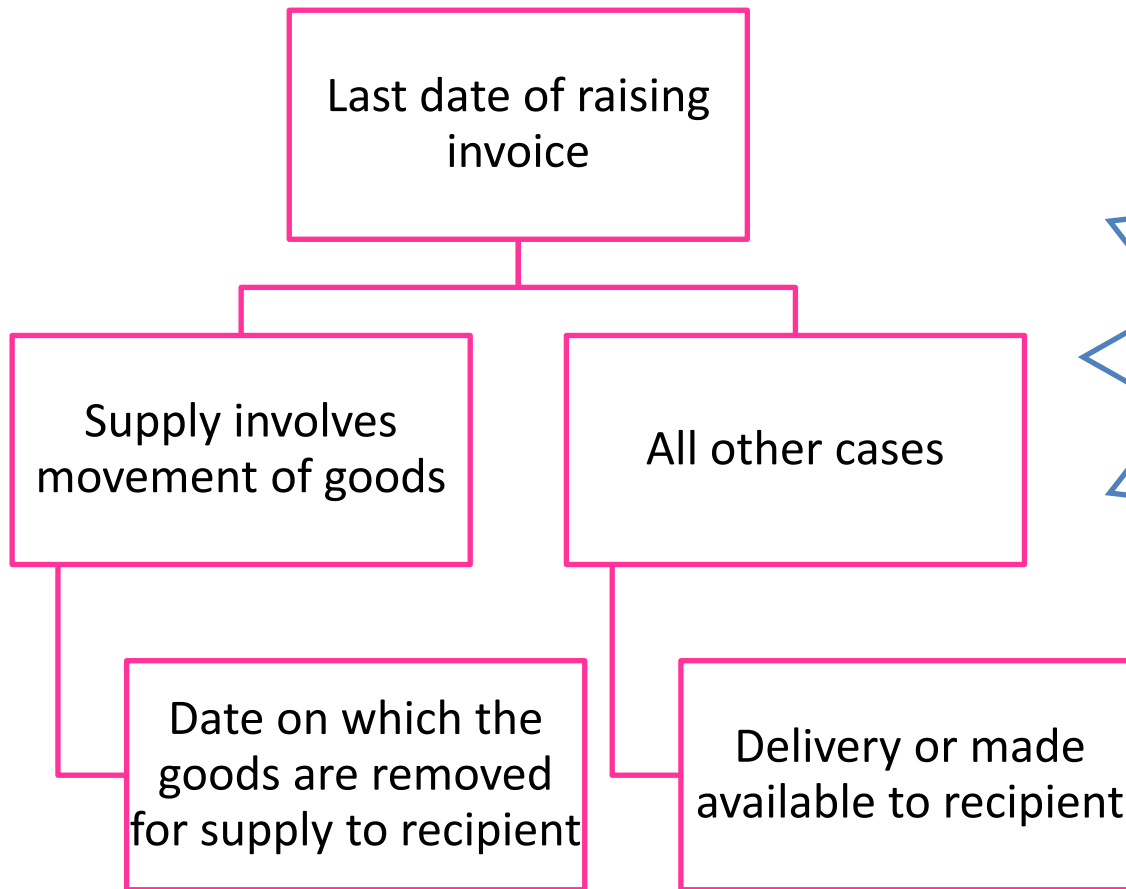 Last date of raising
invoice
Supply involves
movement of goods
All other cases
Date on which the
goods are removed
for supply to recipient
Delivery or made
available to recipient